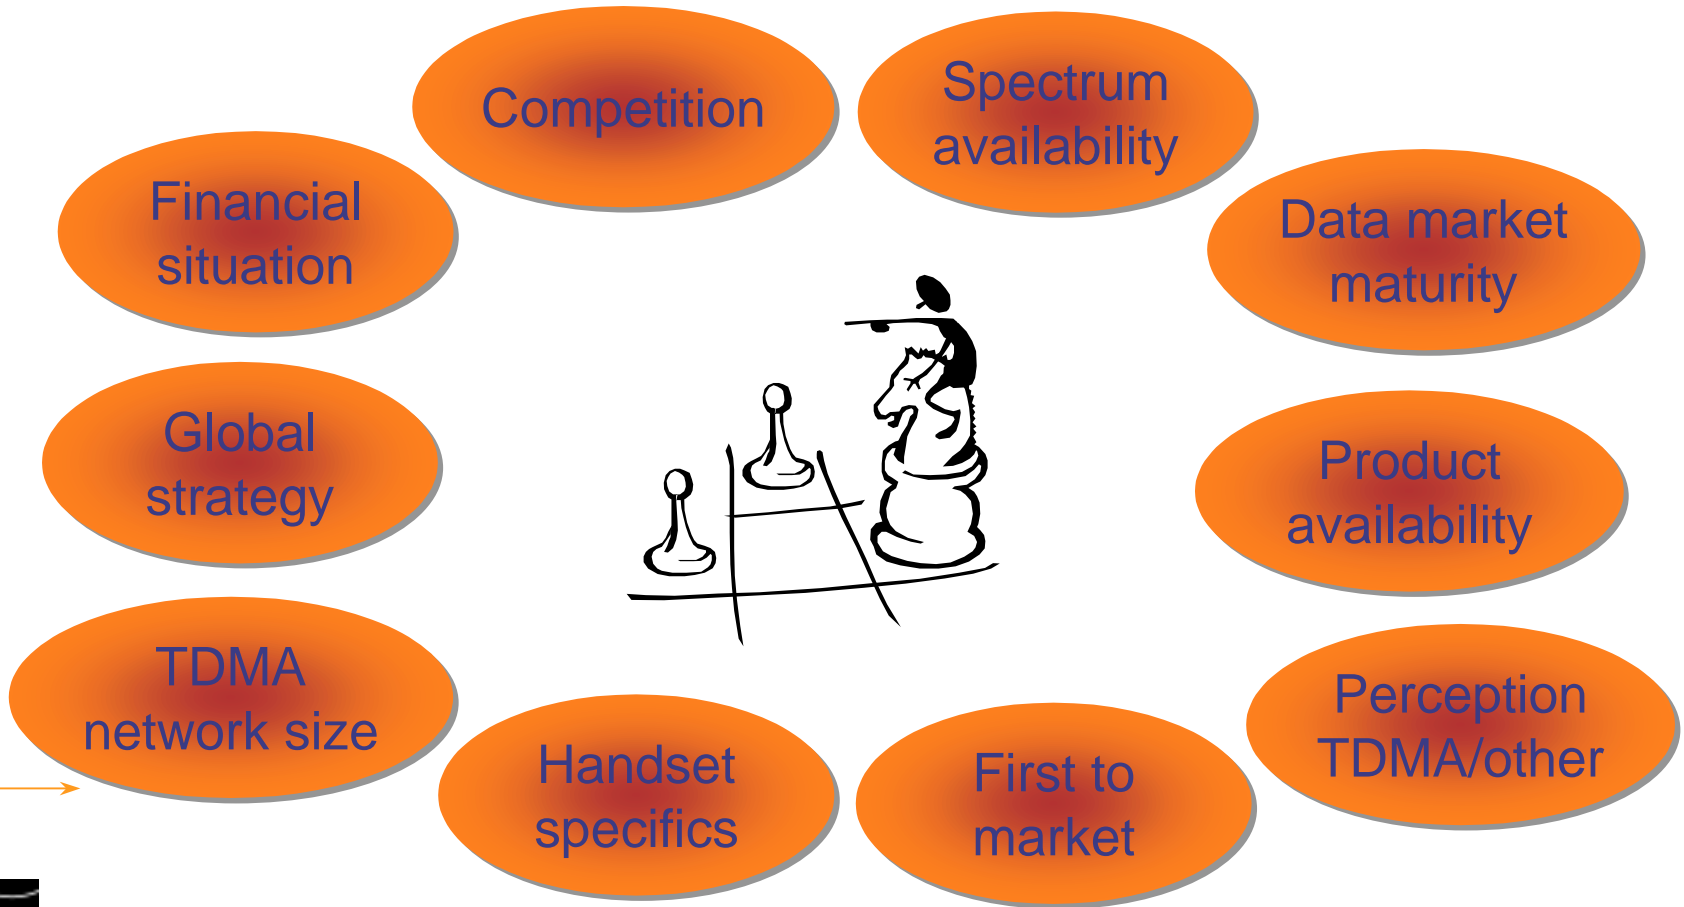 Competition
Spectrum
availability
Financial
situation
Data market
maturity
Global
strategy
Product
availability
TDMA
network size
Perception
TDMA/other
Handset
specifics
First to
market